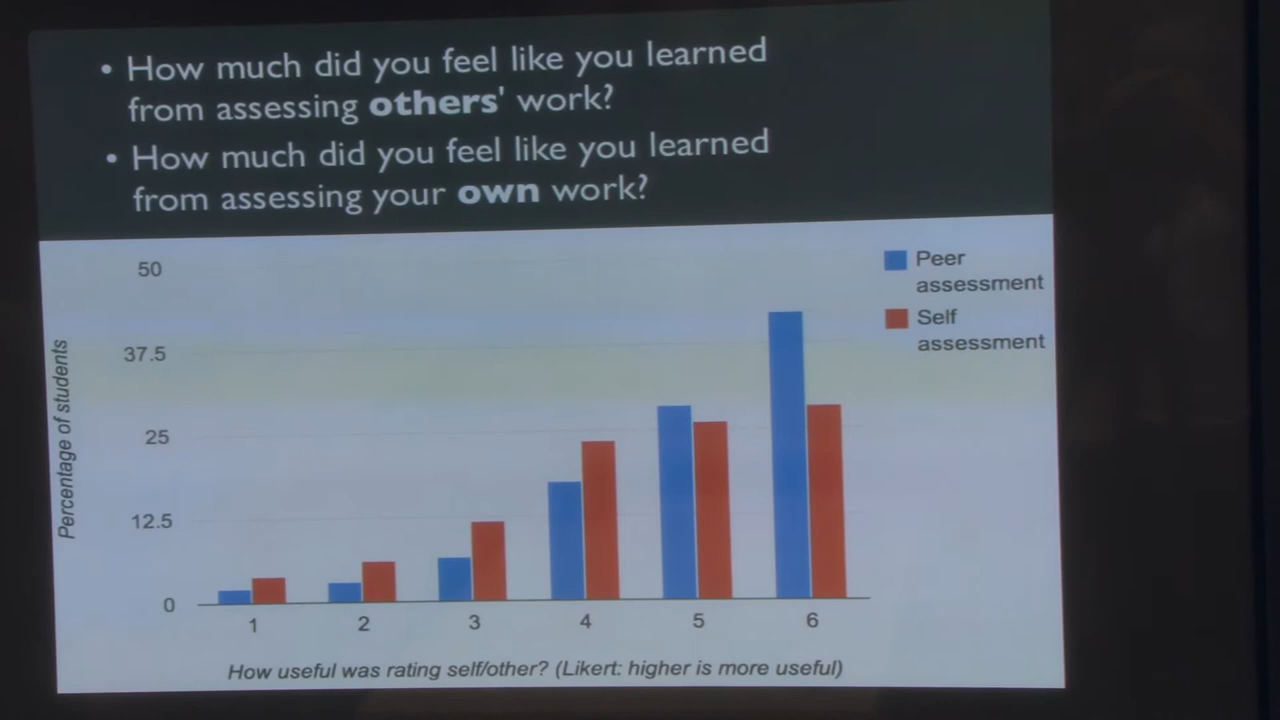 • How much did you feel like you learned
from assessing others' work?
• How much did you feel like you learned
from assessing your own work?
Peer
assessment
Self
assessment
Percentage of students
50
37.5
25
12.5
0
1 2 3 4 5 6
How useful was rating self/other? (Likert: higher is more useful)